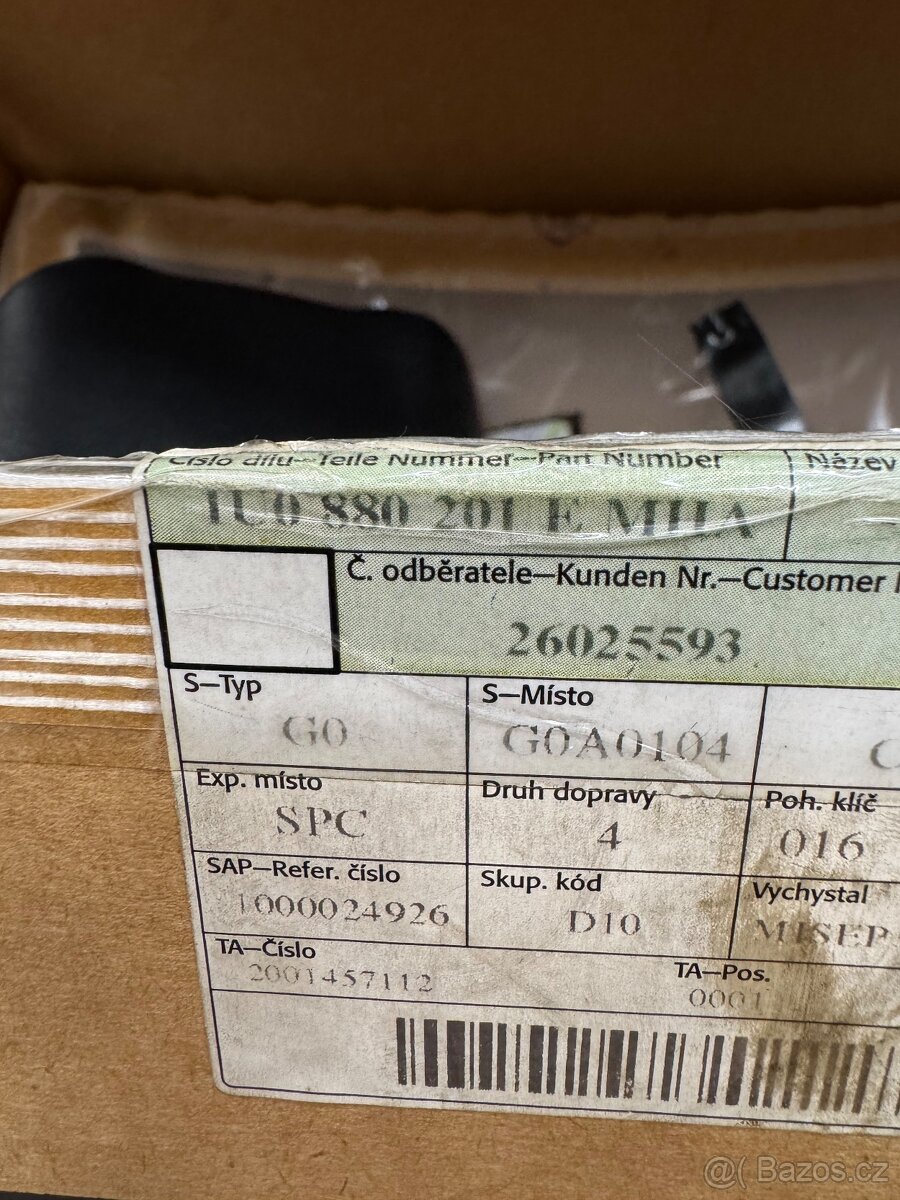 Číslo dílu—Teile Nummer—Part Number
Název
1U0 880 201 E MHA
Č. odběratele—Kunden Nr.—Customer
26025593
S—Typ
S—Místo
G0
G0A0104
Exp. místo
Druh dopravy
Poh. klíč
SPC
4
016
SAP—Refer. číslo
Skup. kód
Vychystal
1000024926
D10
MISEP
TA—Číslo
TA—Pos.
2001457112
0001
@( Bazos.cz